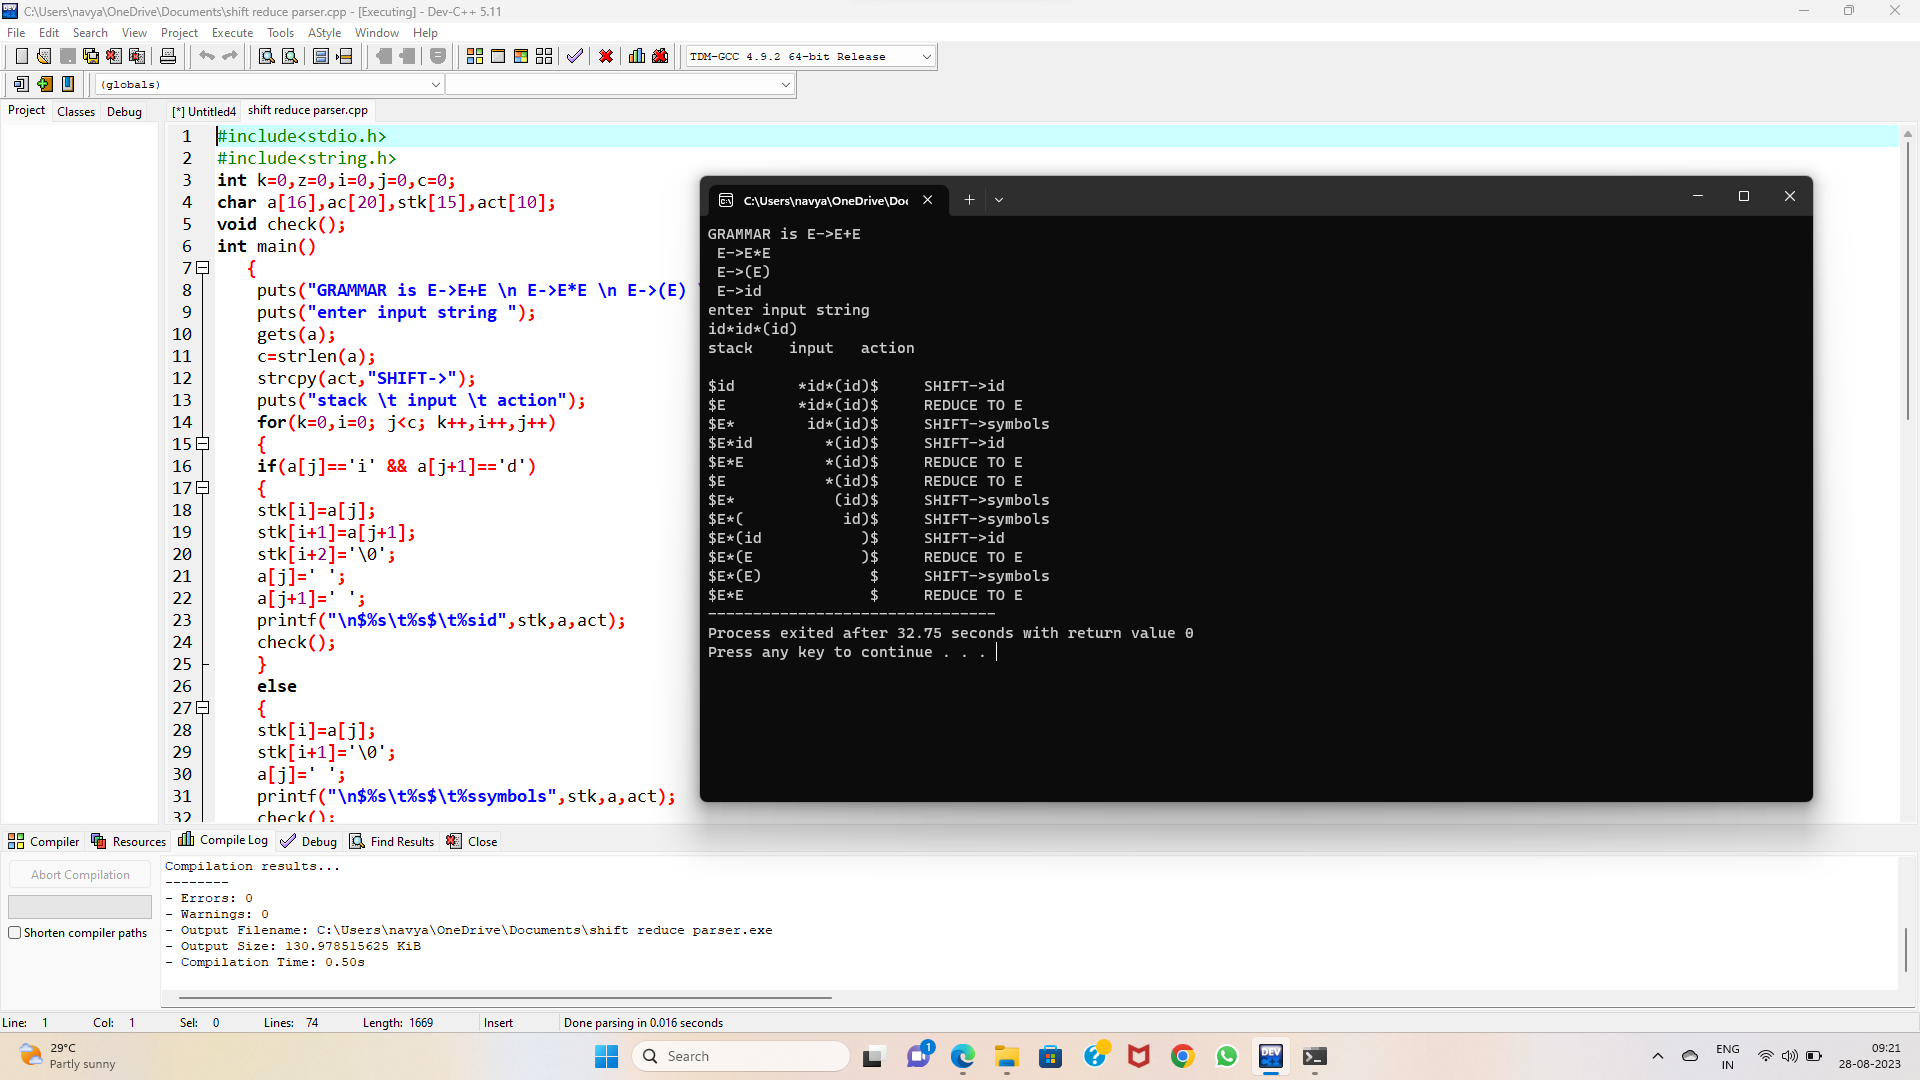 C:\Users\navya\OneDrive\Documents\shift reduce parser.cpp - [Executing] - Dev-C++ 5.11
File Edit Search View Project Execute Tools AStyle Window Help
TDM-GCC 4.9.2 64-bit Release
(globals)
Project Classes Debug
[*] Untitled4 shift reduce parser.cpp
1 #include<stdio.h>
2 #include<string.h>
3 int k=0,z=0,i=0,j=0,c=0;
4 char a[16],ac[20],stk[15],act[10];
5 void check();
6 int main()
7 {
8 puts("GRAMMAR is E->E+E \n E->E*E \n E->(E)
9 puts("enter input string ");
10 gets(a);
11 c=strlen(a);
12 strcpy(act,"SHIFT->");
13 puts("stack \t input \t action");
14 for(k=0,i=0; j<c; k++,i++,j++)
15 {
16 if(a[j]=='i' && a[j+1]=='d')
17 {
18 stk[i]=a[j];
19 stk[i+1]=a[j+1];
20 stk[i+2]='\0';
21 a[j]=' ';
22 a[j+1]=' ';
23 printf("\n$%s\t%s$\t%sid",stk,a,act);
24 check();
25 }
26 else
27 {
28 stk[i]=a[j];
29 stk[i+1]='\0';
30 a[j]=' ';
31 printf("\n$%s\t%s$\t%ssymbols",stk,a,act);
32 check();
C:\Users\navya\OneDrive\Doc
GRAMMAR is E->E+E
E->E*E
E->(E)
E->id
enter input string
id*id*(id)
stack input action
$id *id*(id)$ SHIFT->id
$E *id*(id)$ REDUCE TO E
$E* id*(id)$ SHIFT->symbols
$E*id *(id)$ SHIFT->id
$E*E *(id)$ REDUCE TO E
$E *(id)$ REDUCE TO E
$E* (id)$ SHIFT->symbols
$E*( id)$ SHIFT->symbols
$E*(id )$ SHIFT->id
$E*(E )$ REDUCE TO E
$E*(E) $ SHIFT->symbols
$E*E $ REDUCE TO E
--------------------------------
Process exited after 32.75 seconds with return value 0
Press any key to continue . . .
Compiler Resources Compile Log Debug Find Results Close
Abort Compilation
Shorten compiler paths
Compilation results...
--------
- Errors: 0
- Warnings: 0
- Output Filename: C:\Users\navya\OneDrive\Documents\shift reduce parser.exe
- Output Size: 130.978515625 KiB
- Compilation Time: 0.50s
Line: 1 Col: 1 Sel: 0 Lines: 74 Length: 1669 Insert Done parsing in 0.016 seconds
29°C
Partly sunny
Search
1
DEV
ENG
IN
09:21
28-08-2023